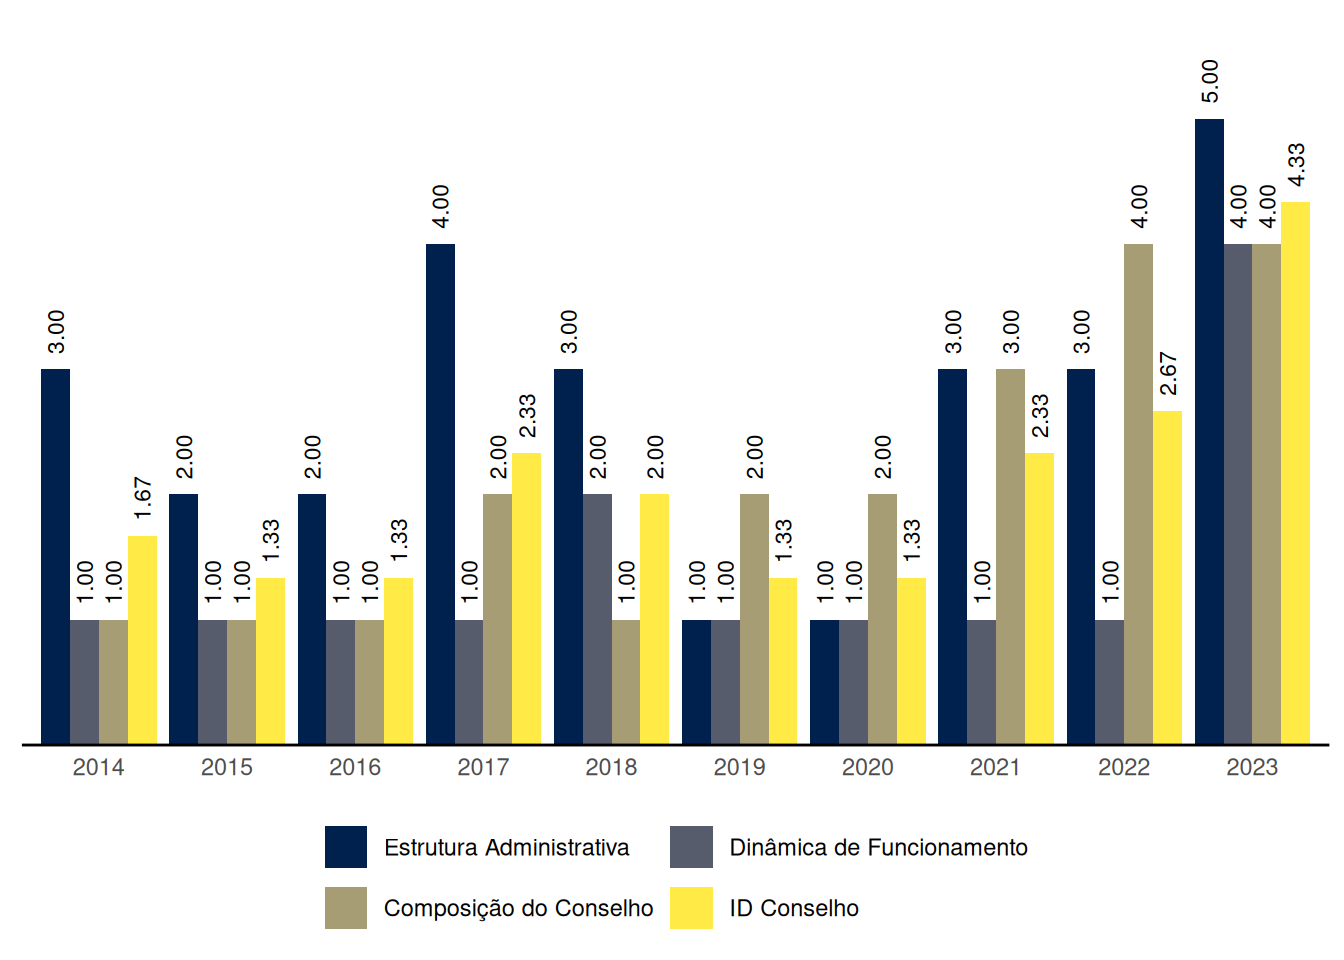 3.00 1.00 1.00 1.67 2.00 1.00 1.00 1.33 2.00 1.00 1.00 1.33 4.00 1.00 2.00 2.33 3.00 2.00 1.00 2.00 1.00 1.00 2.00 1.33 1.00 1.00 2.00 1.33 3.00 1.00 3.00 2.33 3.00 1.00 4.00 2.67 5.00 4.00 4.00 4.33
2014 2015 2016 2017 2018 2019 2020 2021 2022 2023
Estrutura Administrativa Dinâmica de Funcionamento
Composição do Conselho ID Conselho